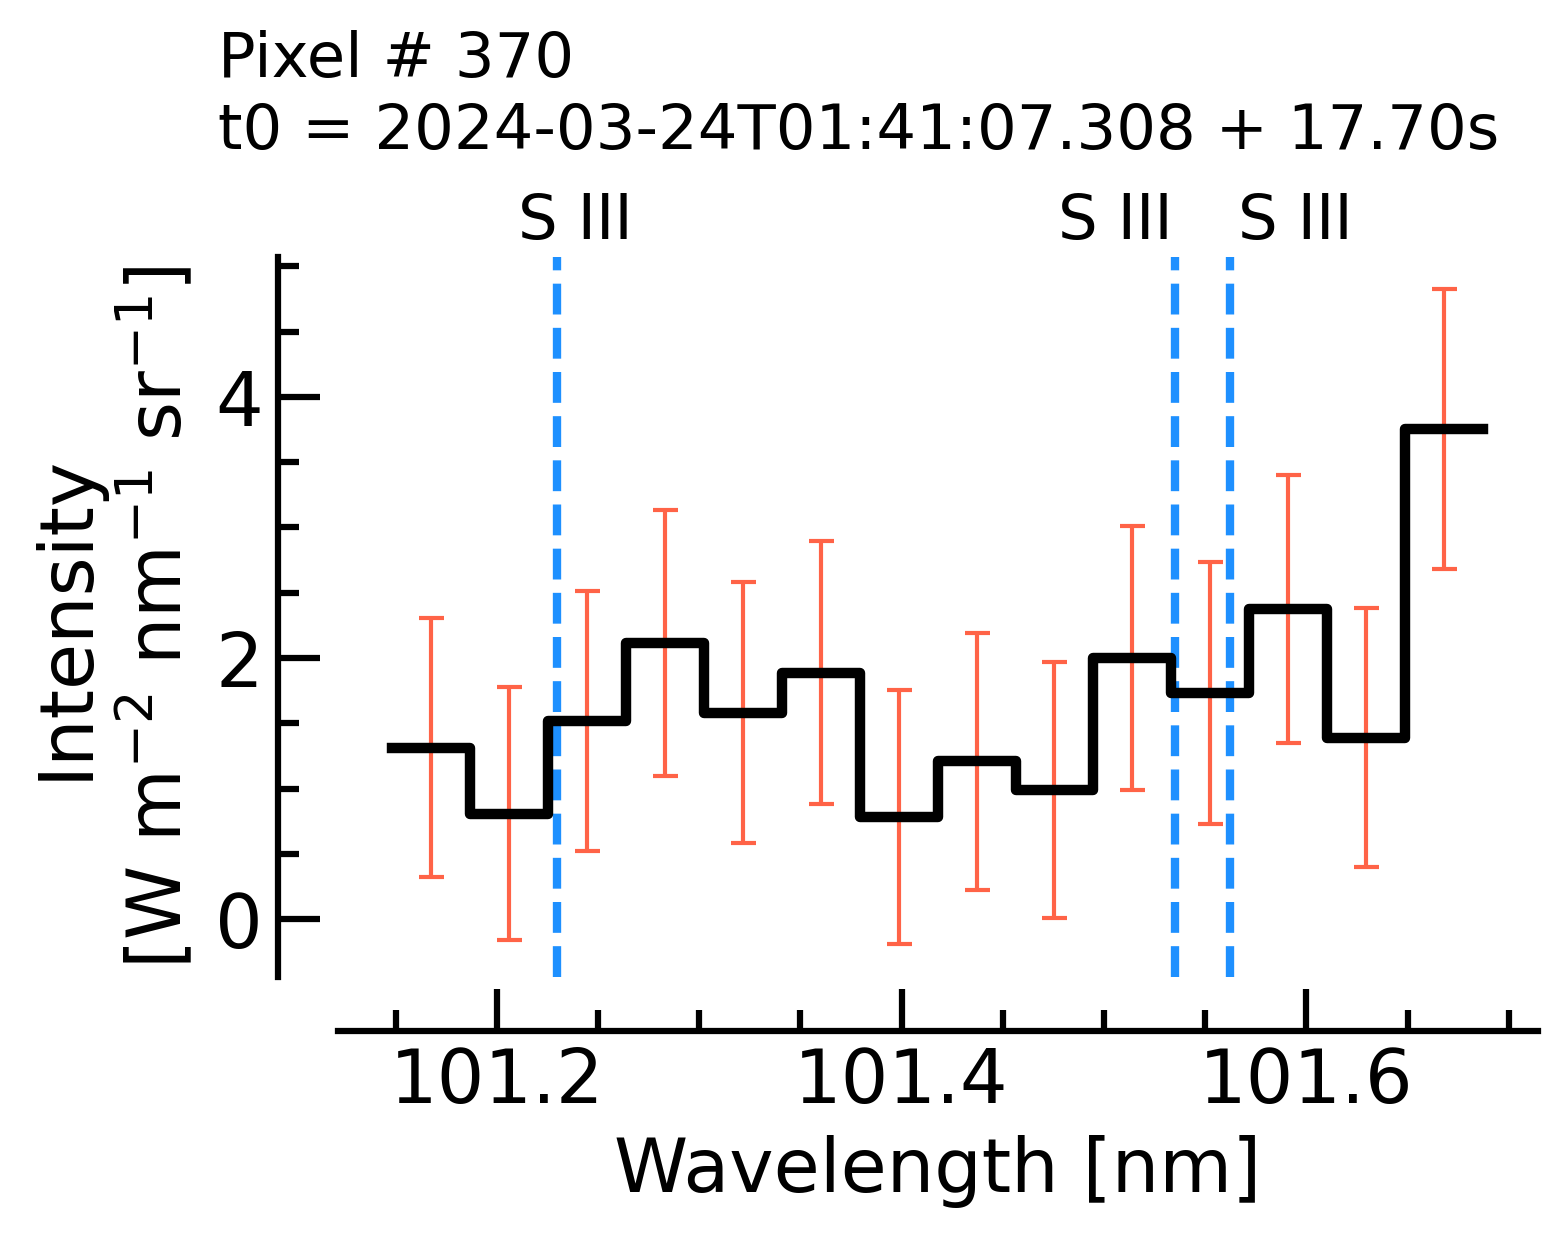 Pixel # 370
t0 = 2024-03-24T01:41:07.308 + 17.70s
S III S III S III
Intensity
[W m⁻² nm⁻¹ sr⁻¹]
4
2
0
101.2 101.4 101.6
Wavelength [nm]